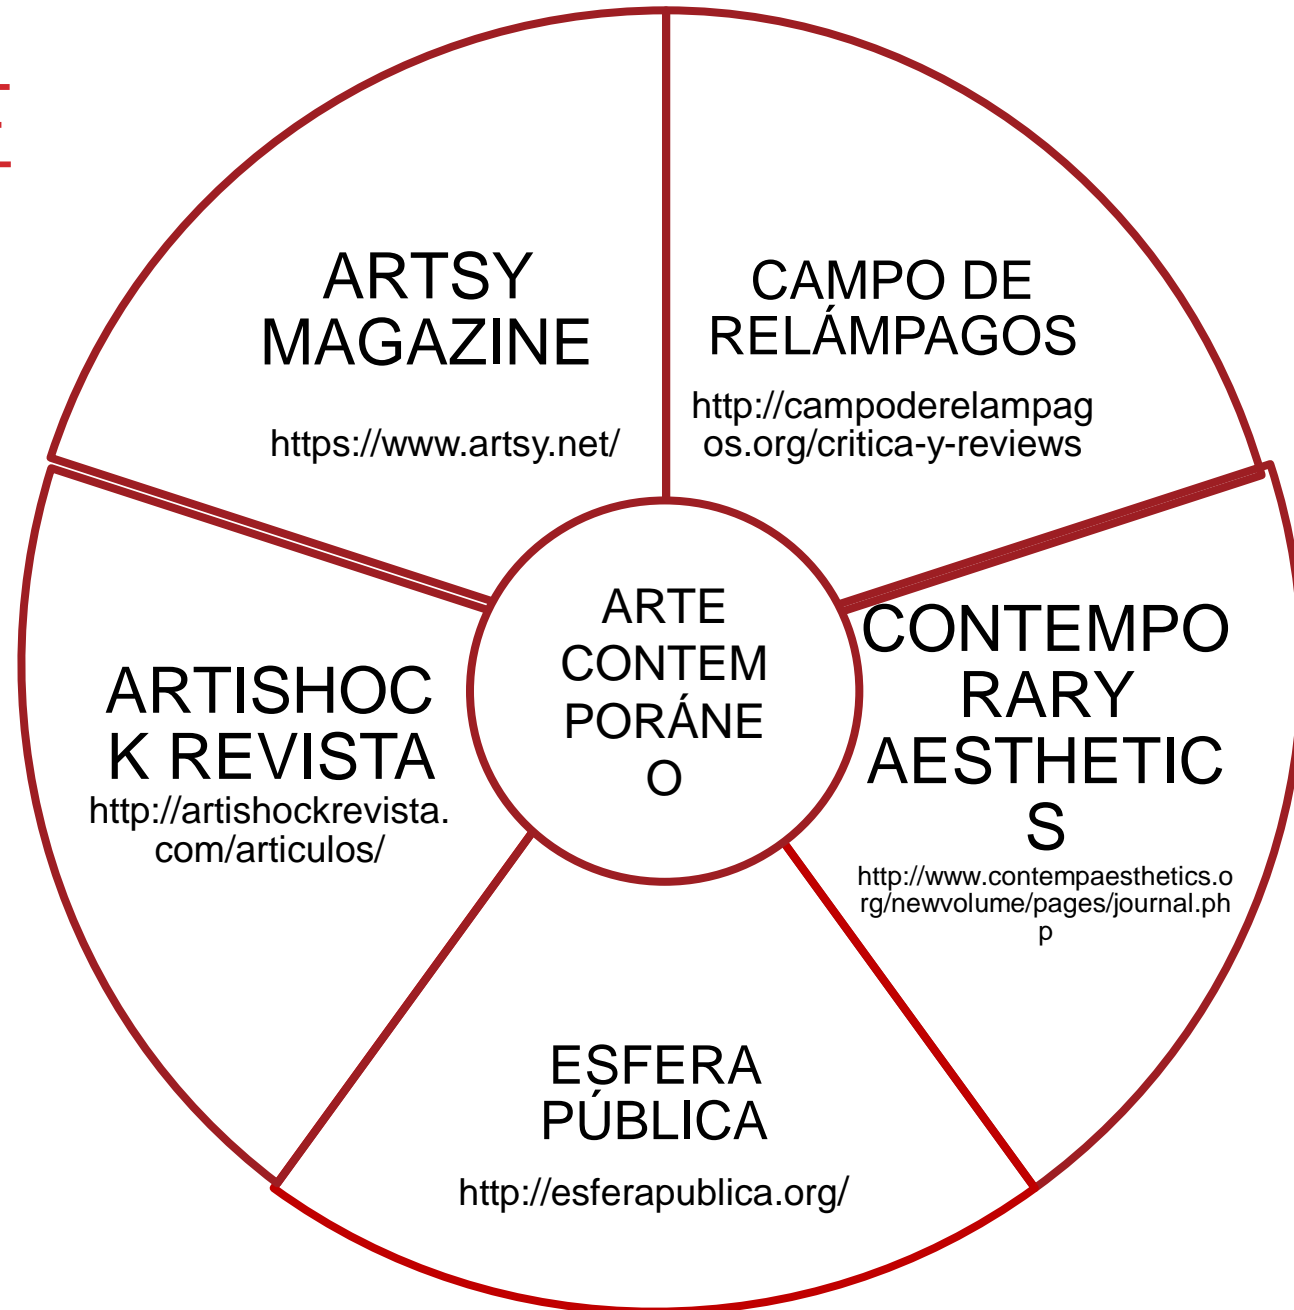 ARTSY
MAGAZINE
https://www.artsy.net/
CAMPO DE
RELÁMPAGOS
http://campoderelampag
os.org/critica-y-reviews
CONTEMPO
RARY
AESTHETIC
S
http://www.contempaesthetics.o
rg/newvolume/pages/journal.ph
p
ESFERA
PÚBLICA
http://esferapublica.org/
ARTISHOC
K REVISTA
http://artishockrevista.
com/articulos/
ARTE
CONTEM
PORÁNE
O